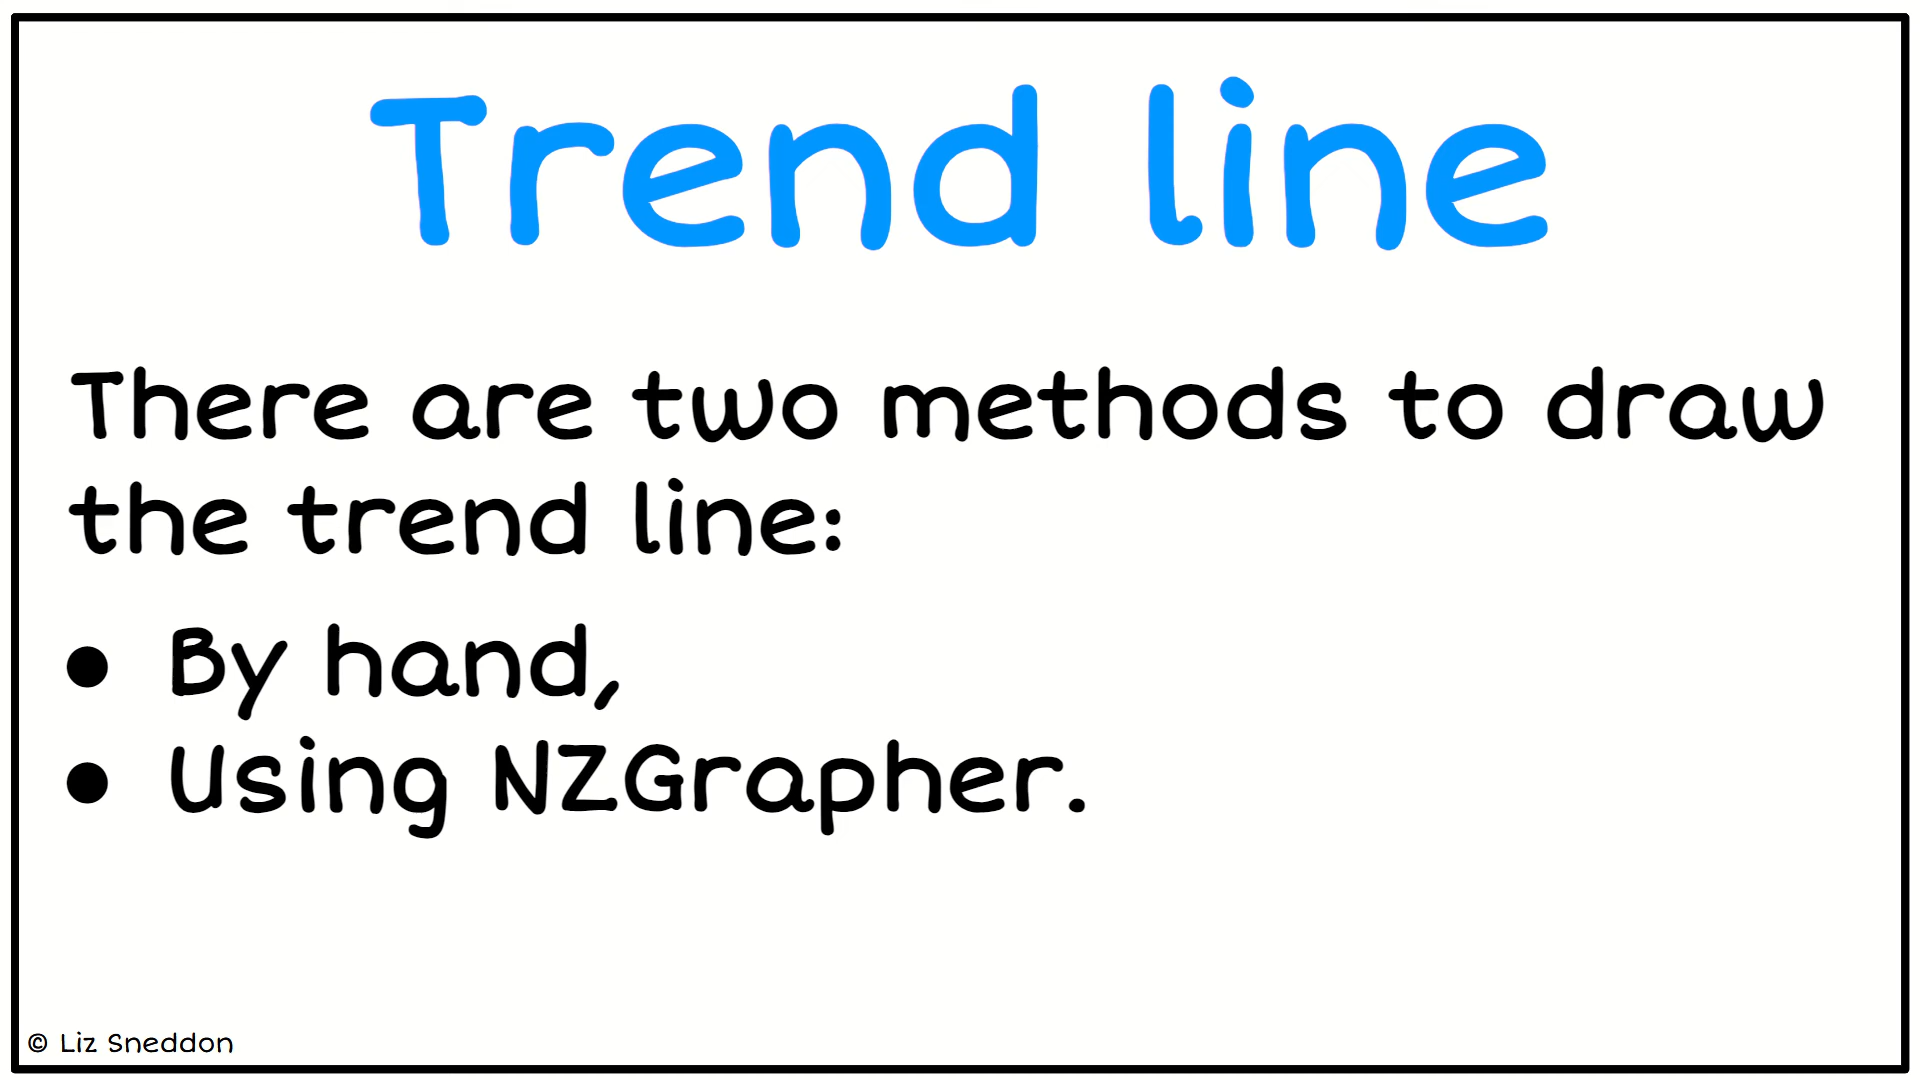 Trend line
There are two methods to draw
the trend line:
● By hand,
● Using NZGrapher.
© Liz Sneddon